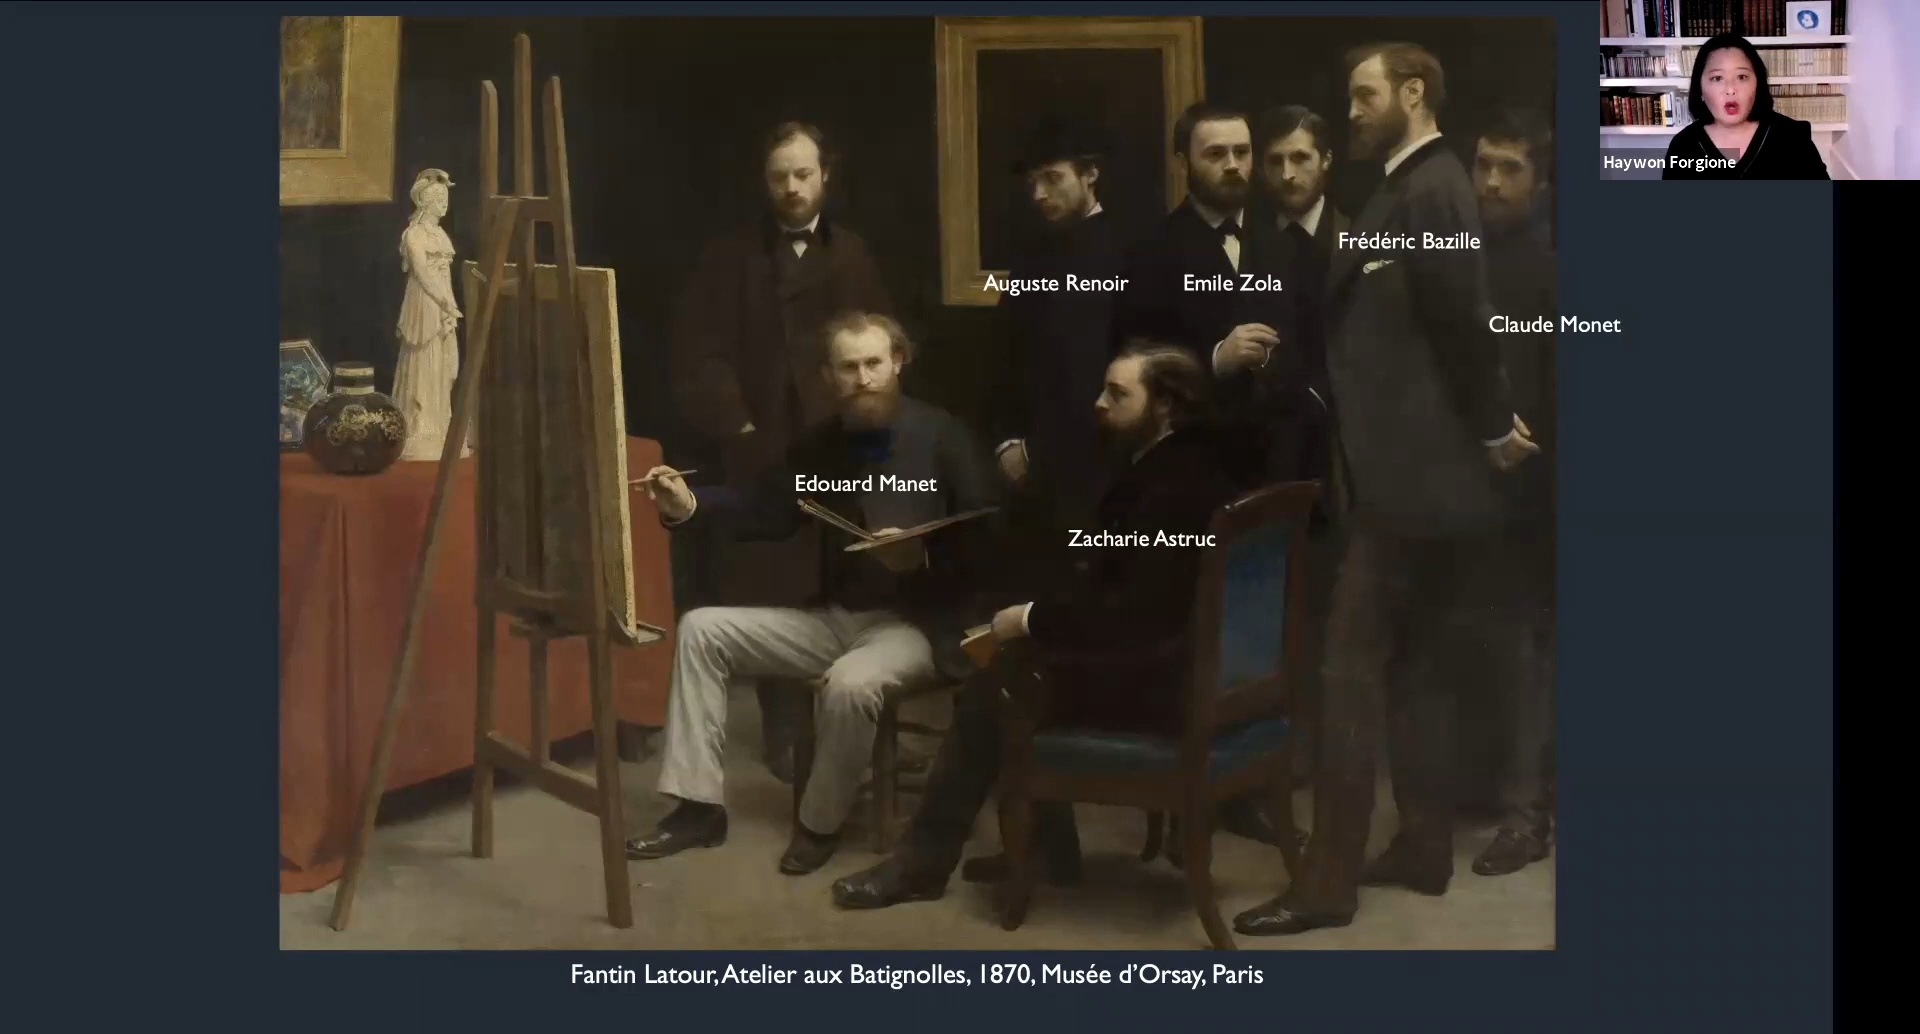 Haywon Forgione
Frédéric Bazille
Auguste Renoir
Emile Zola
Claude Monet
Edouard Manet
Zacharie Astruc
Fantin Latour, Atelier aux Batignolles, 1870, Musée d'Orsay, Paris